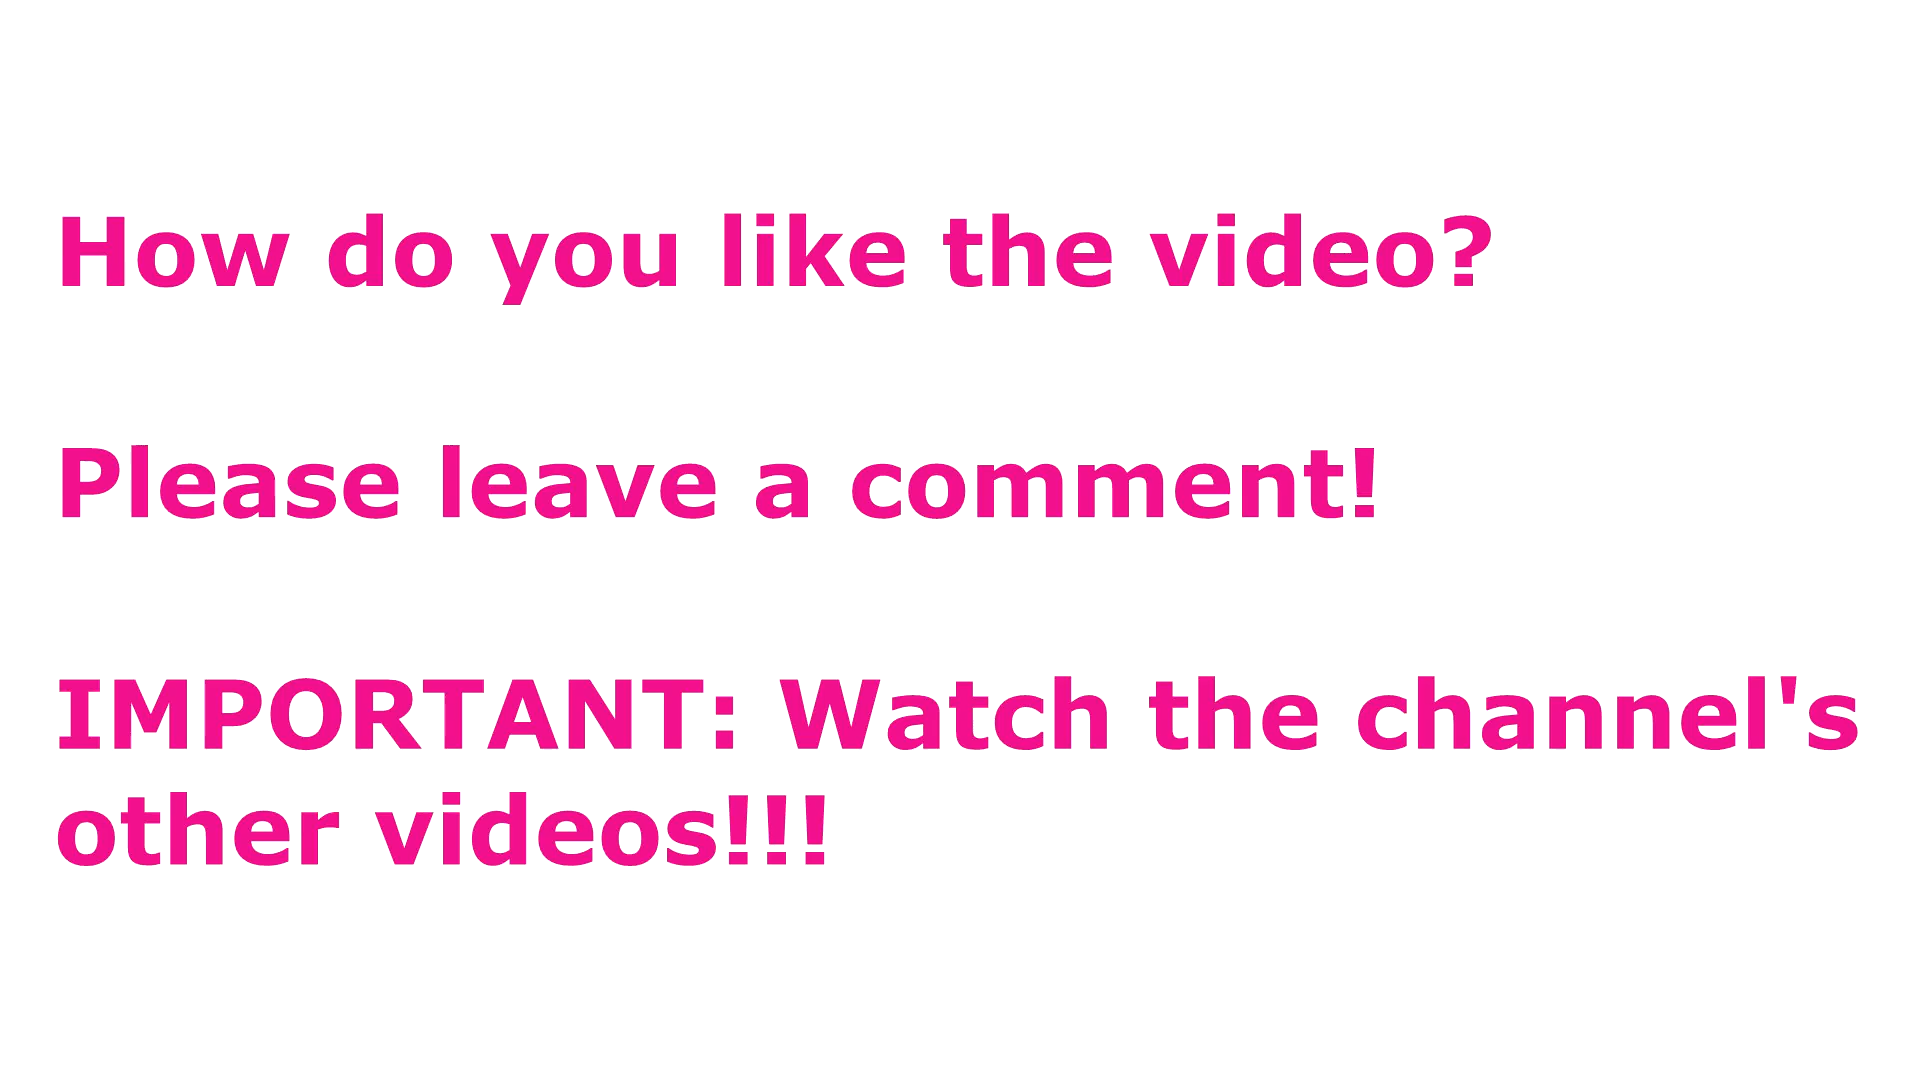 How do you like the video?
Please leave a comment!
IMPORTANT: Watch the channel's
other videos!!!